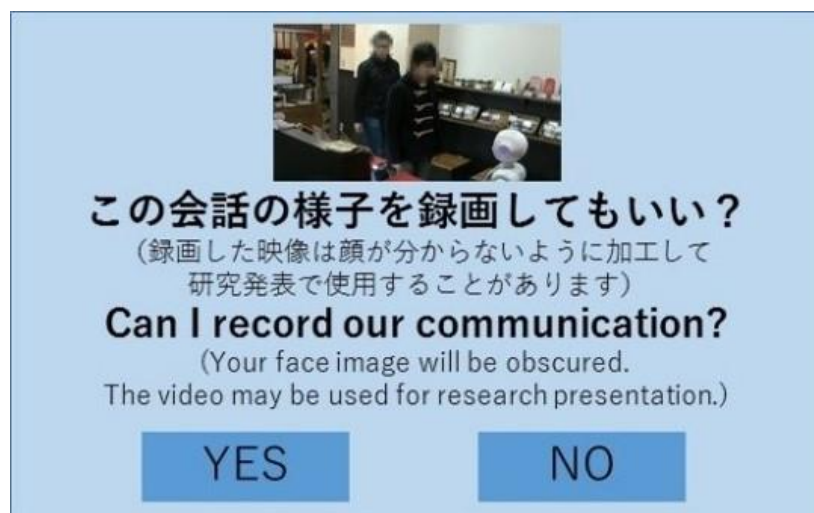 この会話の様子を録画してもいい？
（録画した映像は顔が分からないように加工して
研究発表で使用することがあります）
Can I record our communication?
(Your face image will be obscured.
The video may be used for research presentation.)
YES
NO